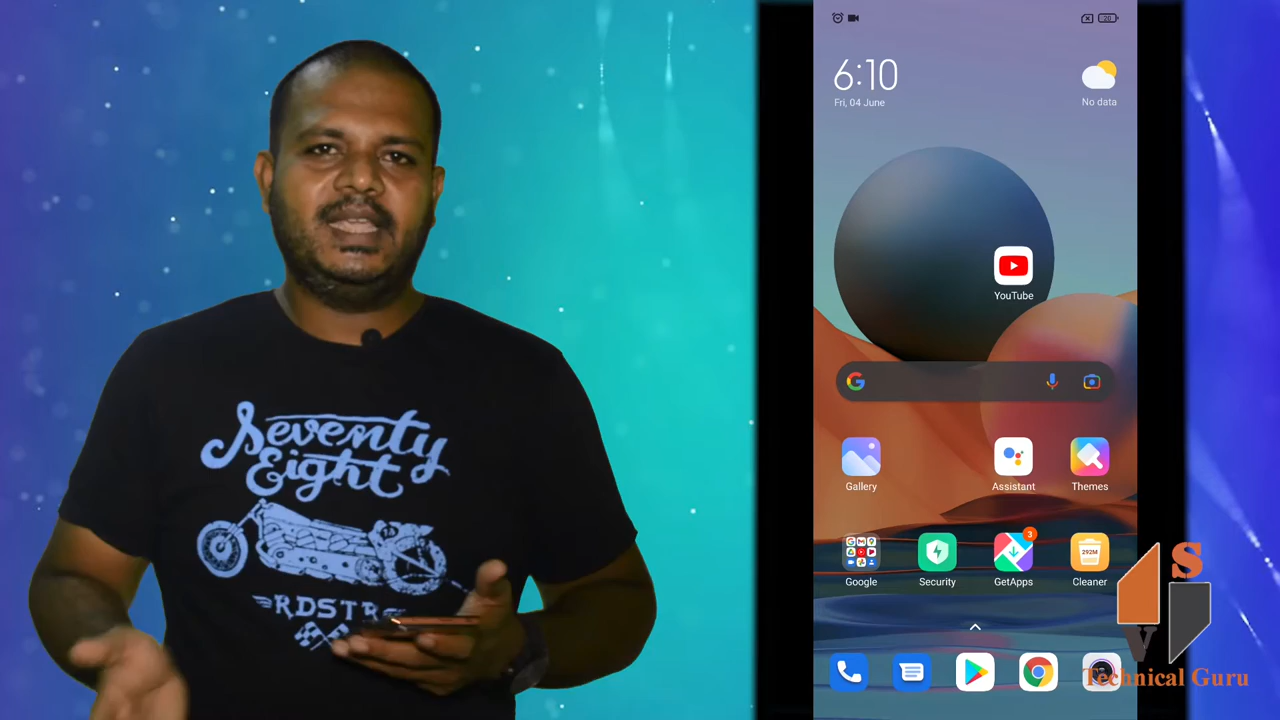 Seventy
Eight
RDSTR
6:10
Fri, 04 June
20
No data
YouTube
Gallery
Assistant
Themes
3
292M
Google
Security
GetApps
Cleaner
S
V
Technical Guru